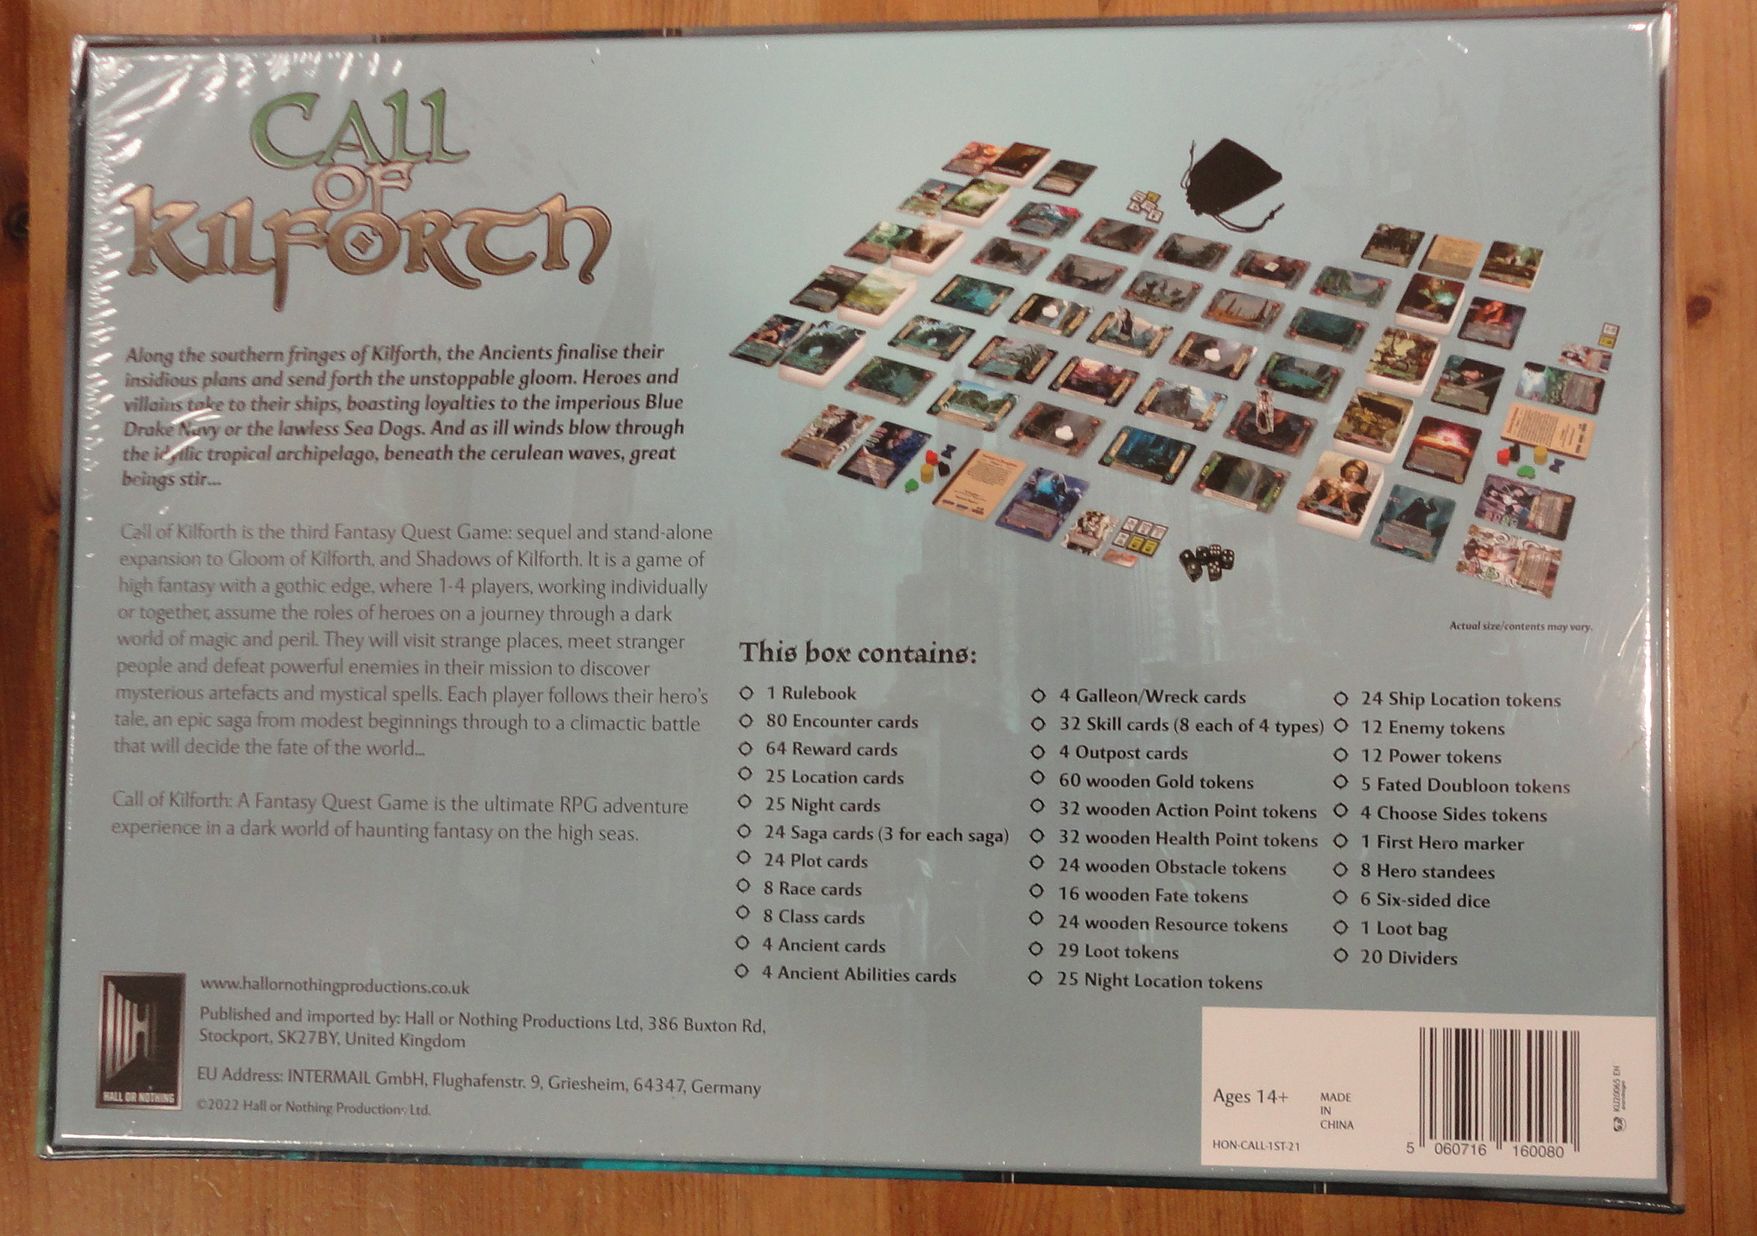 CALL
OF
KILFORTH
Along the southern fringes of Kilforth, the Ancients finalise their
insidious plans and send forth the unstoppable gloom. Heroes and
villains take to their ships, boasting loyalties to the imperious Blue
Drake Navy or the lawless Sea Dogs. And as ill winds blow through
the idyllic tropical archipelago, beneath the cerulean waves, great
beings stir...
Call of Kilforth is the third Fantasy Quest Game: sequel and stand-alone
expansion to Gloom of Kilforth, and Shadows of Kilforth. It is a game of
high fantasy with a gothic edge, where 1-4 players, working individually
or together, assume the roles of heroes on a journey through a dark
world of magic and peril. They will visit strange places, meet stranger
people and defeat powerful enemies in their mission to discover
mysterious artefacts and mystical spells. Each player follows their hero's
tale, an epic saga from modest beginnings through to a climactic battle
that will decide the fate of the world...
Call of Kilforth: A Fantasy Quest Game is the ultimate RPG adventure
experience in a dark world of haunting fantasy on the high seas.
Actual size/contents may vary.
This box contains:
1 Rulebook
80 Encounter cards
64 Reward cards
25 Location cards
25 Night cards
24 Saga cards (3 for each saga)
24 Plot cards
8 Race cards
8 Class cards
4 Ancient cards
4 Ancient Abilities cards
4 Galleon/Wreck cards
32 Skill cards (8 each of 4 types)
4 Outpost cards
60 wooden Gold tokens
32 wooden Action Point tokens
32 wooden Health Point tokens
24 wooden Obstacle tokens
16 wooden Fate tokens
24 wooden Resource tokens
29 Loot tokens
25 Night Location tokens
24 Ship Location tokens
12 Enemy tokens
12 Power tokens
5 Fated Doubloon tokens
4 Choose Sides tokens
1 First Hero marker
8 Hero standees
6 Six-sided dice
1 Loot bag
20 Dividers
HALL OR NOTHING
www.hallornothingproductions.co.uk
Published and imported by: Hall or Nothing Productions Ltd, 386 Buxton Rd,
Stockport, SK27BY, United Kingdom
EU Address: INTERMAIL GmbH, Flughafenstr. 9, Griesheim, 64347, Germany
©2022 Hall or Nothing Productions Ltd.
Ages 14+
MADE
IN
CHINA
HON-CALL-1ST-21
5 060716 160080